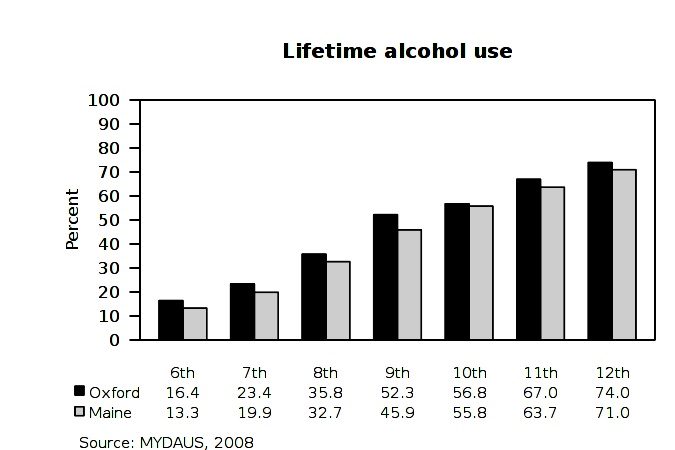 Lifetime alcohol use
100
90
80
70
60
50
40
30
20
10
0
Percent
6th 7th 8th 9th 10th 11th 12th
Oxford 16.4 23.4 35.8 52.3 56.8 67.0 74.0
Maine 13.3 19.9 32.7 45.9 55.8 63.7 71.0
Source: MYDAUS, 2008